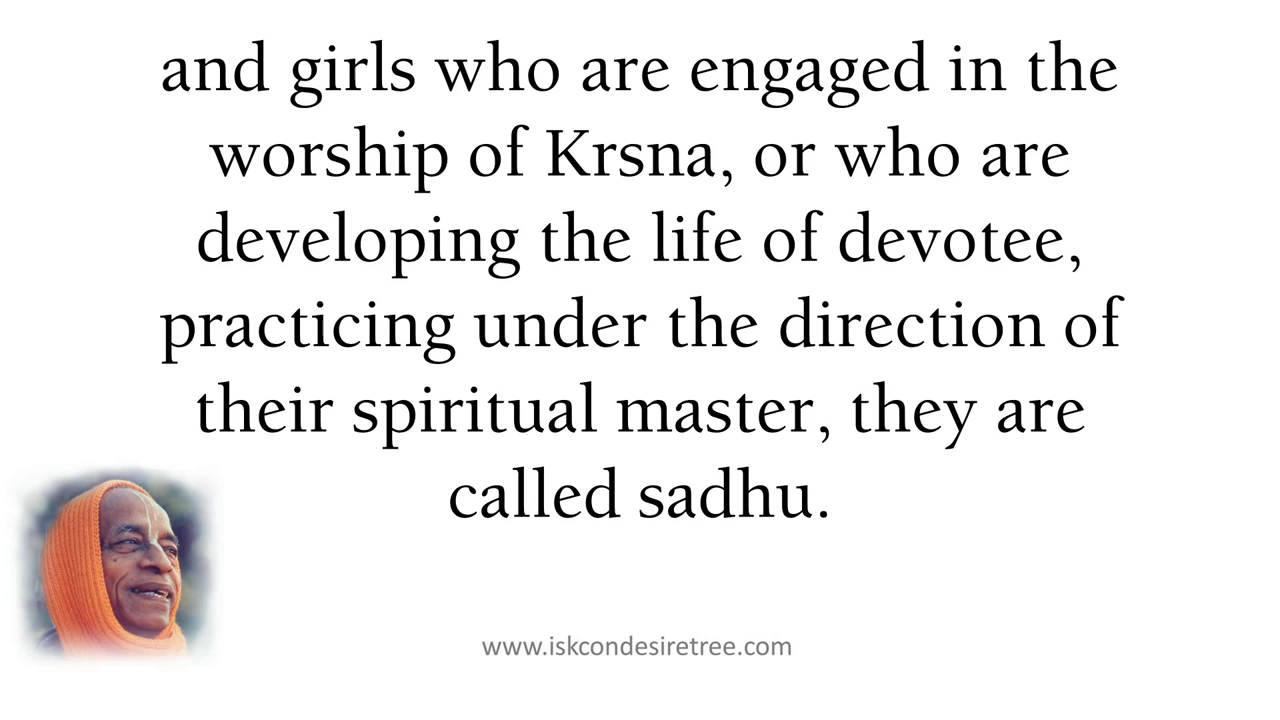 and girls who are engaged in the
worship of Krsna, or who are
developing the life of devotee,
practicing under the direction of
their spiritual master, they are
called sadhu.
www.iskcondesiretree.com